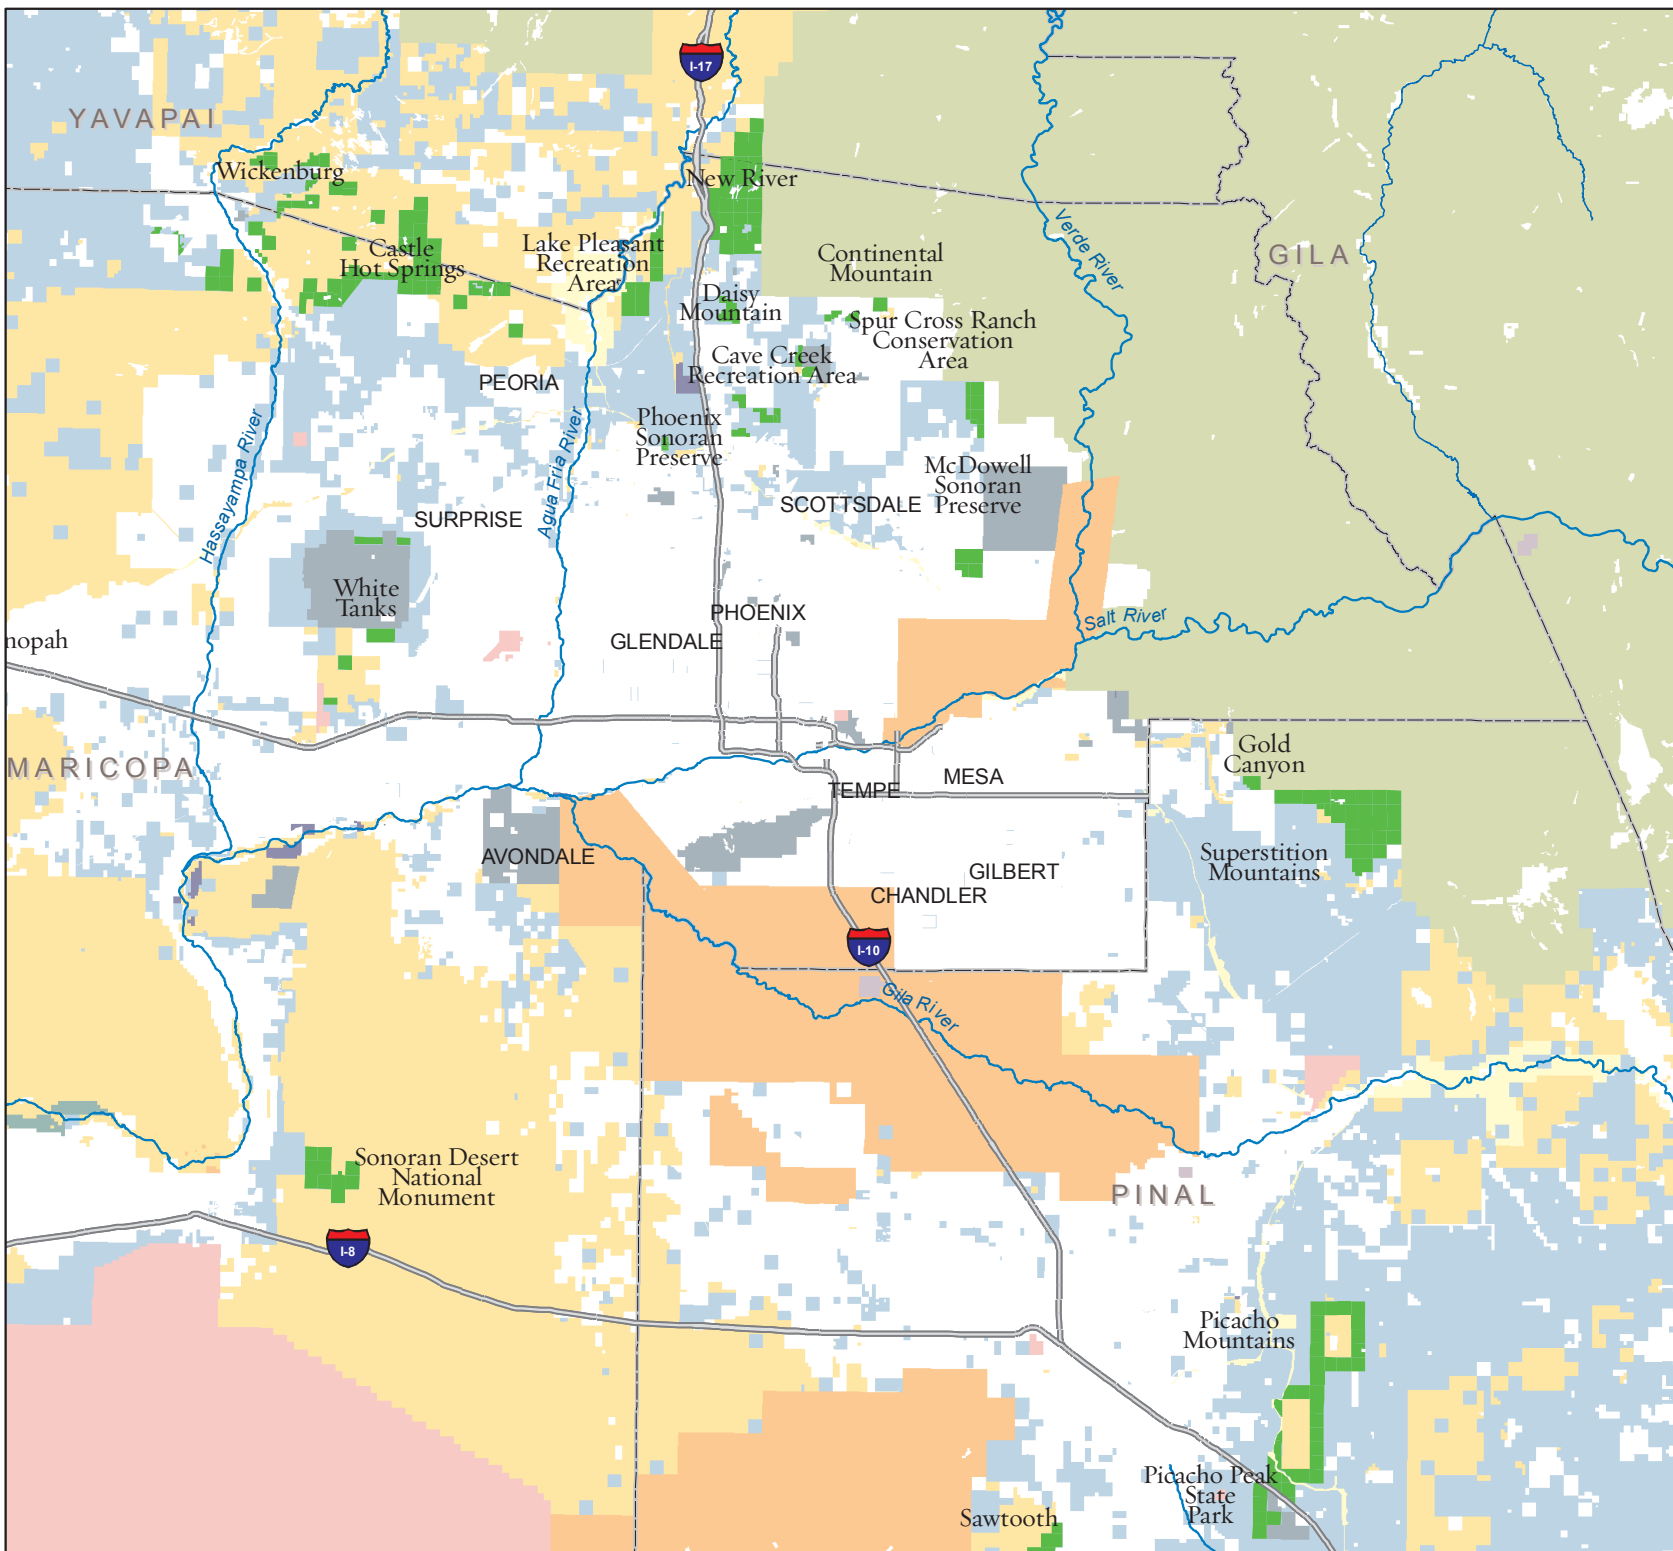 I-17
YAVAPAI
Wickenburg
New River
Castle
Hot Springs
Lake Pleasant
Recreation
Area
Continental
Mountain
Verde River
GILA
Daisy
Mountain
Spur Cross Ranch
Conservation
Area
Cave Creek
Recreation Area
PEORIA
Phoenix
Sonoran
Preserve
Hassayampa River
Agua Fria River
McDowell
Sonoran
Preserve
SURPRISE
SCOTTSDALE
White
Tanks
PHOENIX
Salt River
nopah
GLENDALE
MARICOPA
Gold
Canyon
TEMPE
MESA
AVONDALE
Superstition
Mountains
GILBERT
CHANDLER
I-10
Gila River
Sonoran Desert
National
Monument
PINAL
I-8
Picacho
Mountains
Picacho Peak
State
Park
Sawtooth